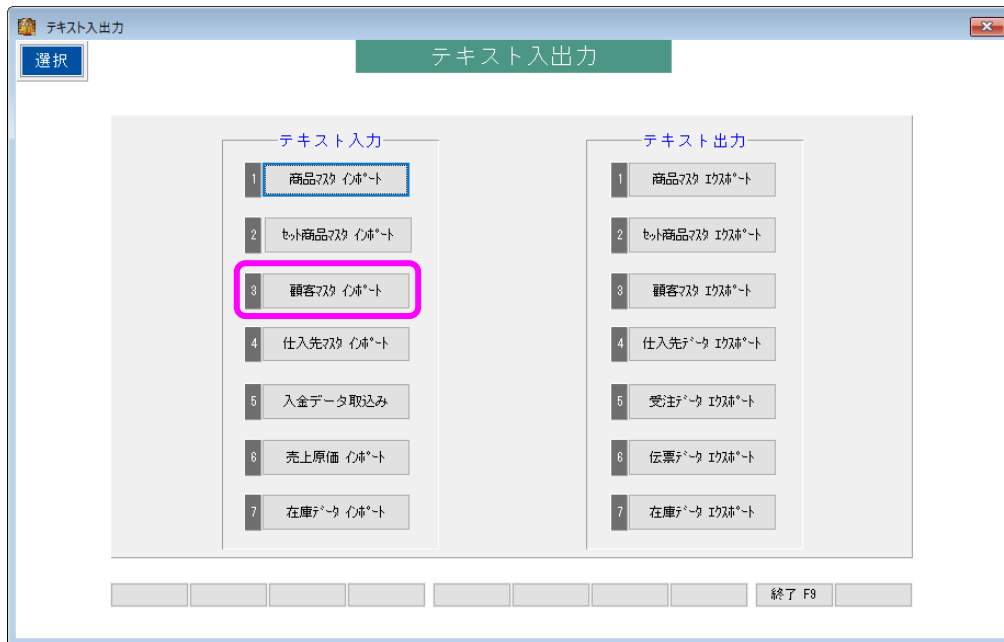 テキスト入出力
選択
テキスト入出力
テキスト入力
1 商品ﾏｽﾀ ｲﾝﾎﾟｰﾄ
2 ｾｯﾄ商品ﾏｽﾀ ｲﾝﾎﾟｰﾄ
3 顧客ﾏｽﾀ ｲﾝﾎﾟｰﾄ
4 仕入先ﾏｽﾀ ｲﾝﾎﾟｰﾄ
5 入金データ取込み
6 売上原価 ｲﾝﾎﾟｰﾄ
7 在庫ﾃﾞｰﾀ ｲﾝﾎﾟｰﾄ
テキスト出力
1 商品ﾏｽﾀ ｴｸｽﾎﾟｰﾄ
2 ｾｯﾄ商品ﾏｽﾀ ｴｸｽﾎﾟｰﾄ
3 顧客ﾏｽﾀ ｴｸｽﾎﾟｰﾄ
4 仕入先ﾃﾞｰﾀ ｴｸｽﾎﾟｰﾄ
5 受注ﾃﾞｰﾀ ｴｸｽﾎﾟｰﾄ
6 伝票ﾃﾞｰﾀ ｴｸｽﾎﾟｰﾄ
7 在庫ﾃﾞｰﾀ ｴｸｽﾎﾟｰﾄ
終了 F9